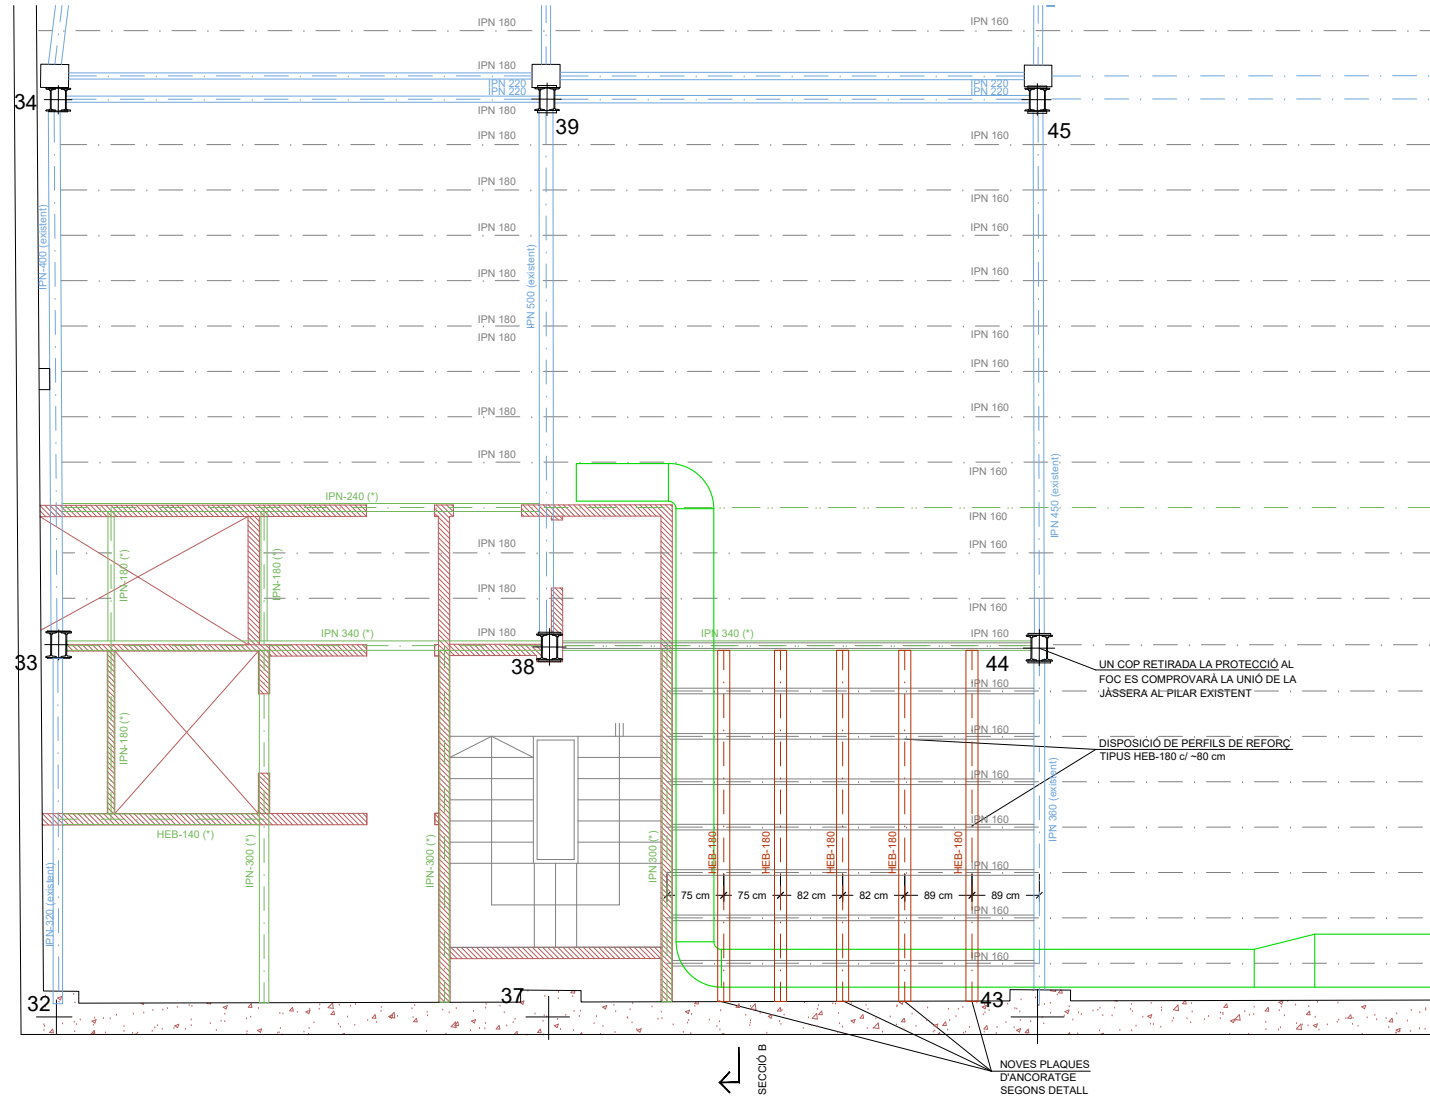 IPN 180
IPN 160
IPN 180
IPN 220
IPN 220
IPN 220
IPN 220
34
IPN 180
39
45
IPN 180
IPN 160
IPN 180
IPN 160
IPN-400 (existent)
IPN 180
IPN 160
IPN 500 (existent)
IPN 180
IPN 160
IPN 180
IPN 180
IPN 160
IPN 160
IPN 180
IPN 160
IPN 180
IPN 160
IPN 450 (existent)
IPN-240 (*)
IPN 160
IPN-180 (*)
IPN-180 (*)
IPN 180
IPN 160
IPN 180
IPN 160
IPN 340 (*)
IPN 180
IPN 340 (*)
IPN 160
33
38
44
UN COP RETIRADA LA PROTECCIÓ AL
FOC ES COMPROVARÀ LA UNIÓ DE LA
JÀSSERA AL PILAR EXISTENT
IPN 160
IPN-180 (*)
IPN 160
DISPOSICIÓ DE PERFILS DE REFORÇ
TIPUS HEB-180 c/ ~80 cm
IPN 160
IPN 360 (existent)
IPN 160
HEB-140 (*)
IPN-300 (*)
IPN-300 (*)
IPN 300 (*)
HEB-180
HEB-180
HEB-180
HEB-180
HEB-180
IPN 160
75 cm
75 cm
82 cm
82 cm
89 cm
89 cm
IPN-320 (existent)
IPN 160
IPN 160
32
37
43
SECCIÓ B
NOVES PLAQUES
D'ANCORATGE
SEGONS DETALL